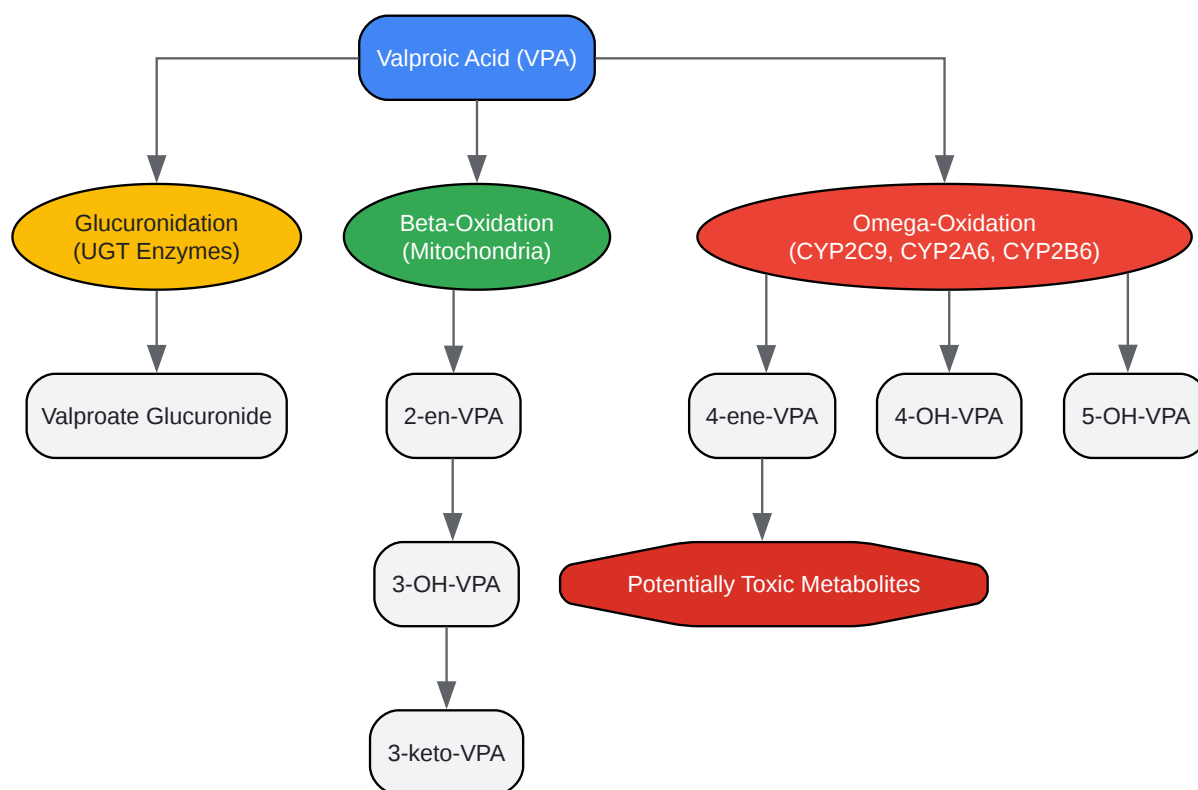 Valproic Acid (VPA)
Glucuronidation
(UGT Enzymes)
Beta-Oxidation
(Mitochondria)
Omega-Oxidation
(CYP2C9, CYP2A6, CYP2B6)
Valproate Glucuronide
2-en-VPA
4-ene-VPA
4-OH-VPA
5-OH-VPA
3-OH-VPA
Potentially Toxic Metabolites
3-keto-VPA